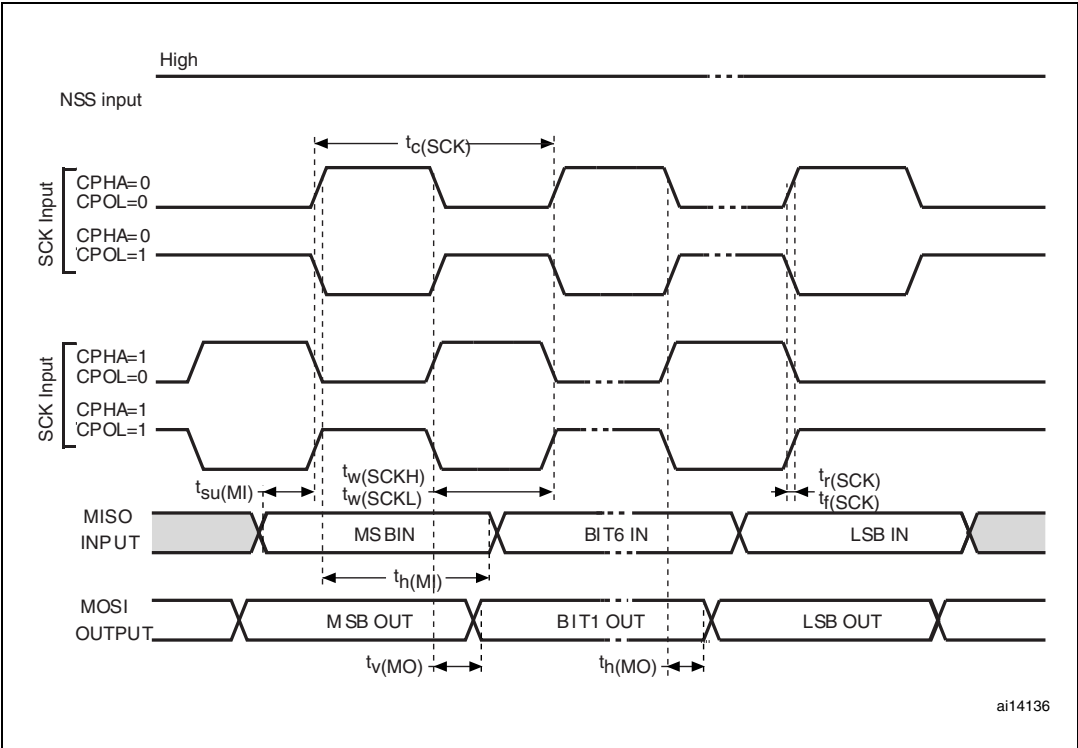 High
NSS input
tc(SCK)
SCK Input
CPHA=0
CPOL=0
CPHA=0
CPOL=1
SCK Input
CPHA=1
CPOL=0
CPHA=1
CPOL=1
tsu(MI)
tw(SCKH)
tw(SCKL)
tr(SCK)
tf(SCK)
MISO
INPUT
MSBIN
BIT6 IN
LSB IN
th(MI)
MOSI
OUTPUT
MSB OUT
BIT1 OUT
LSB OUT
tv(MO)
th(MO)
ai14136